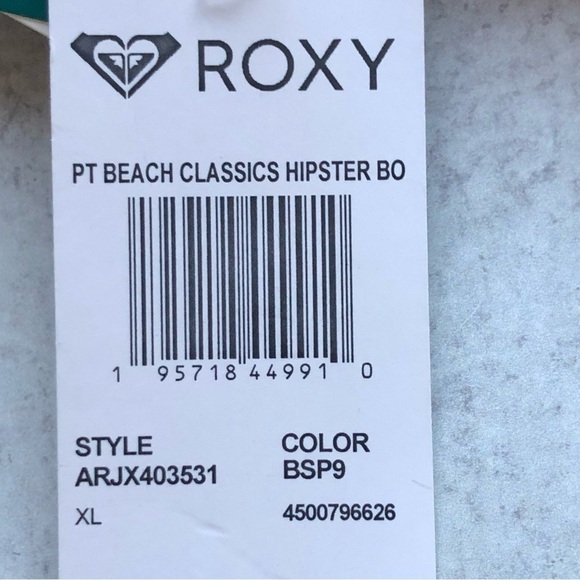 ROXY
PT BEACH CLASSICS HIPSTER BO
1 95718 44991 0
STYLE COLOR
ARJX403531 BSP9
XL 4500796626